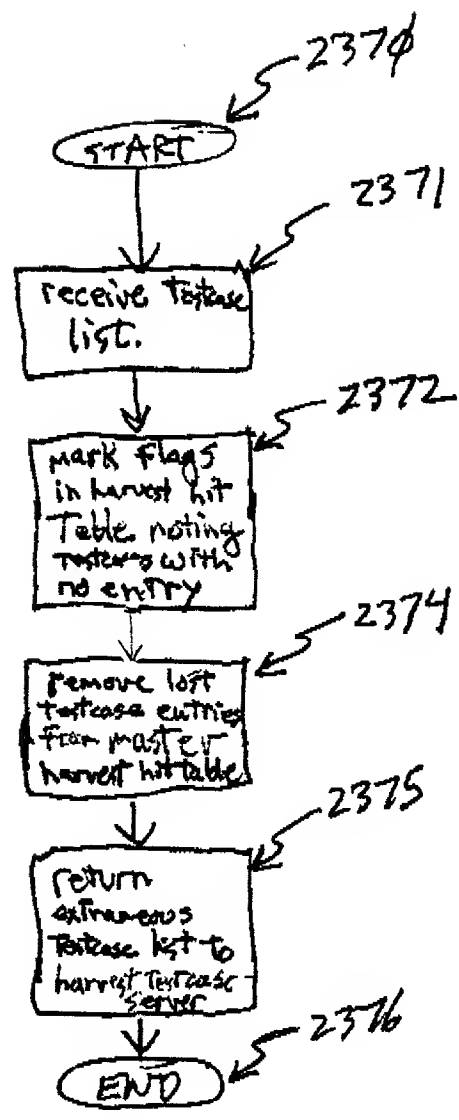 2370
START
2371
receive Testcase
list.
2372
mark flags
in harvest hit
Table noting
testcases with
no entry
2374
remove lost
testcase entries
from master
harvest hit table
2375
return
extraneous
Testcase list to
harvest Testcase
server
2376
END